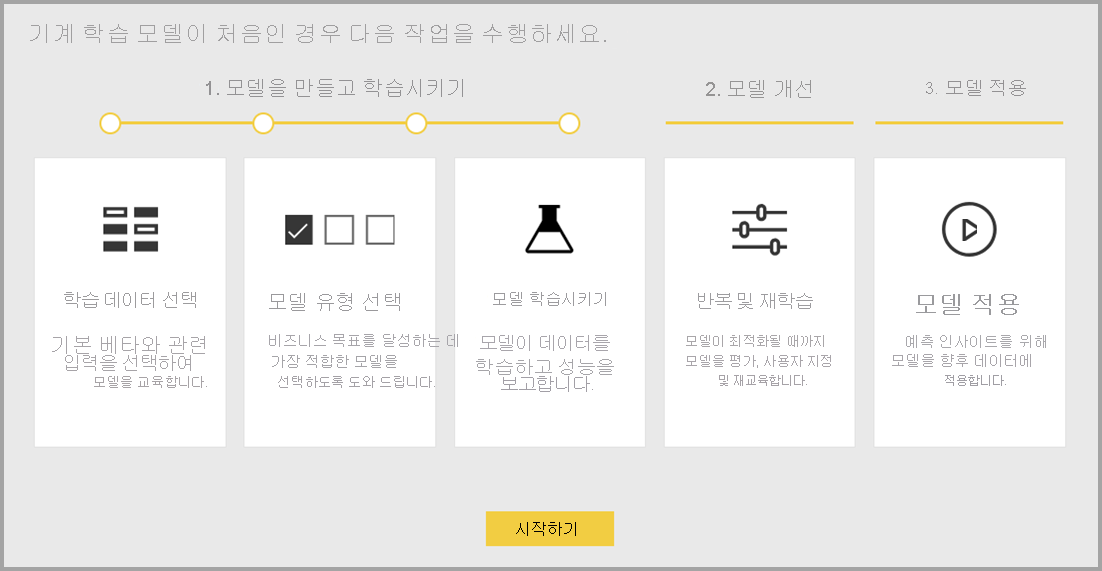 기계 학습 모델이 처음인 경우 다음 작업을 수행하세요.
1. 모델을 만들고 학습시키기
2. 모델 개선
3. 모델 적용
학습 데이터 선택
기본 베타와 관련
입력을 선택하여
모델을 교육합니다.
모델 유형 선택
비즈니스 목표를 달성하는 데
가장 적합한 모델을
선택하도록 도와 드립니다.
모델 학습시키기
모델이 데이터를
학습하고 성능을
보고합니다.
반복 및 재학습
모델이 최적화될 때까지
모델을 평가, 사용자 지정
및 재교육합니다.
모델 적용
예측 인사이트를 위해
모델을 향후 데이터에
적용합니다.
시작하기